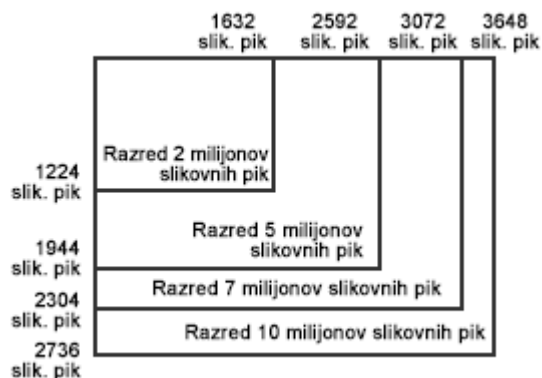 1632 2592 3072 3648
slik. pik slik. pik slik. pik slik. pik
Razred 2 milijonov
slikovnih pik
1224
slik. pik
Razred 5 milijonov
slikovnih pik
1944
slik. pik
Razred 7 milijonov slikovnih pik
2304
slik. pik
Razred 10 milijonov slikovnih pik
2736
slik. pik